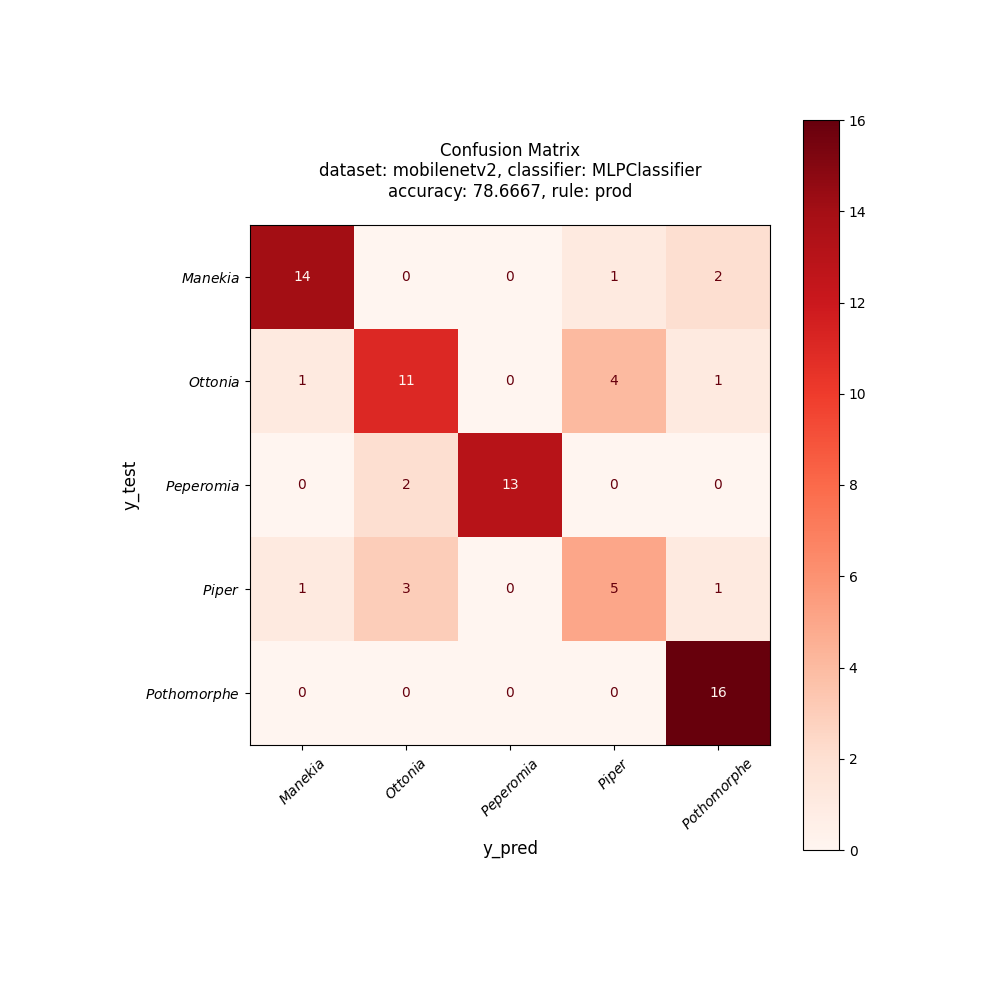 Confusion Matrix
dataset: mobilenetv2, classifier: MLPClassifier
accuracy: 78.6667, rule: prod
Manekia 14 0 0 1 2
Ottonia 1 11 0 4 1
Peperomia 0 2 13 0 0
Piper 1 3 0 5 1
Pothomorphe 0 0 0 0 16
y_test
Manekia Ottonia Peperomia Piper Pothomorphe
y_pred
16
14
12
10
8
6
4
2
0